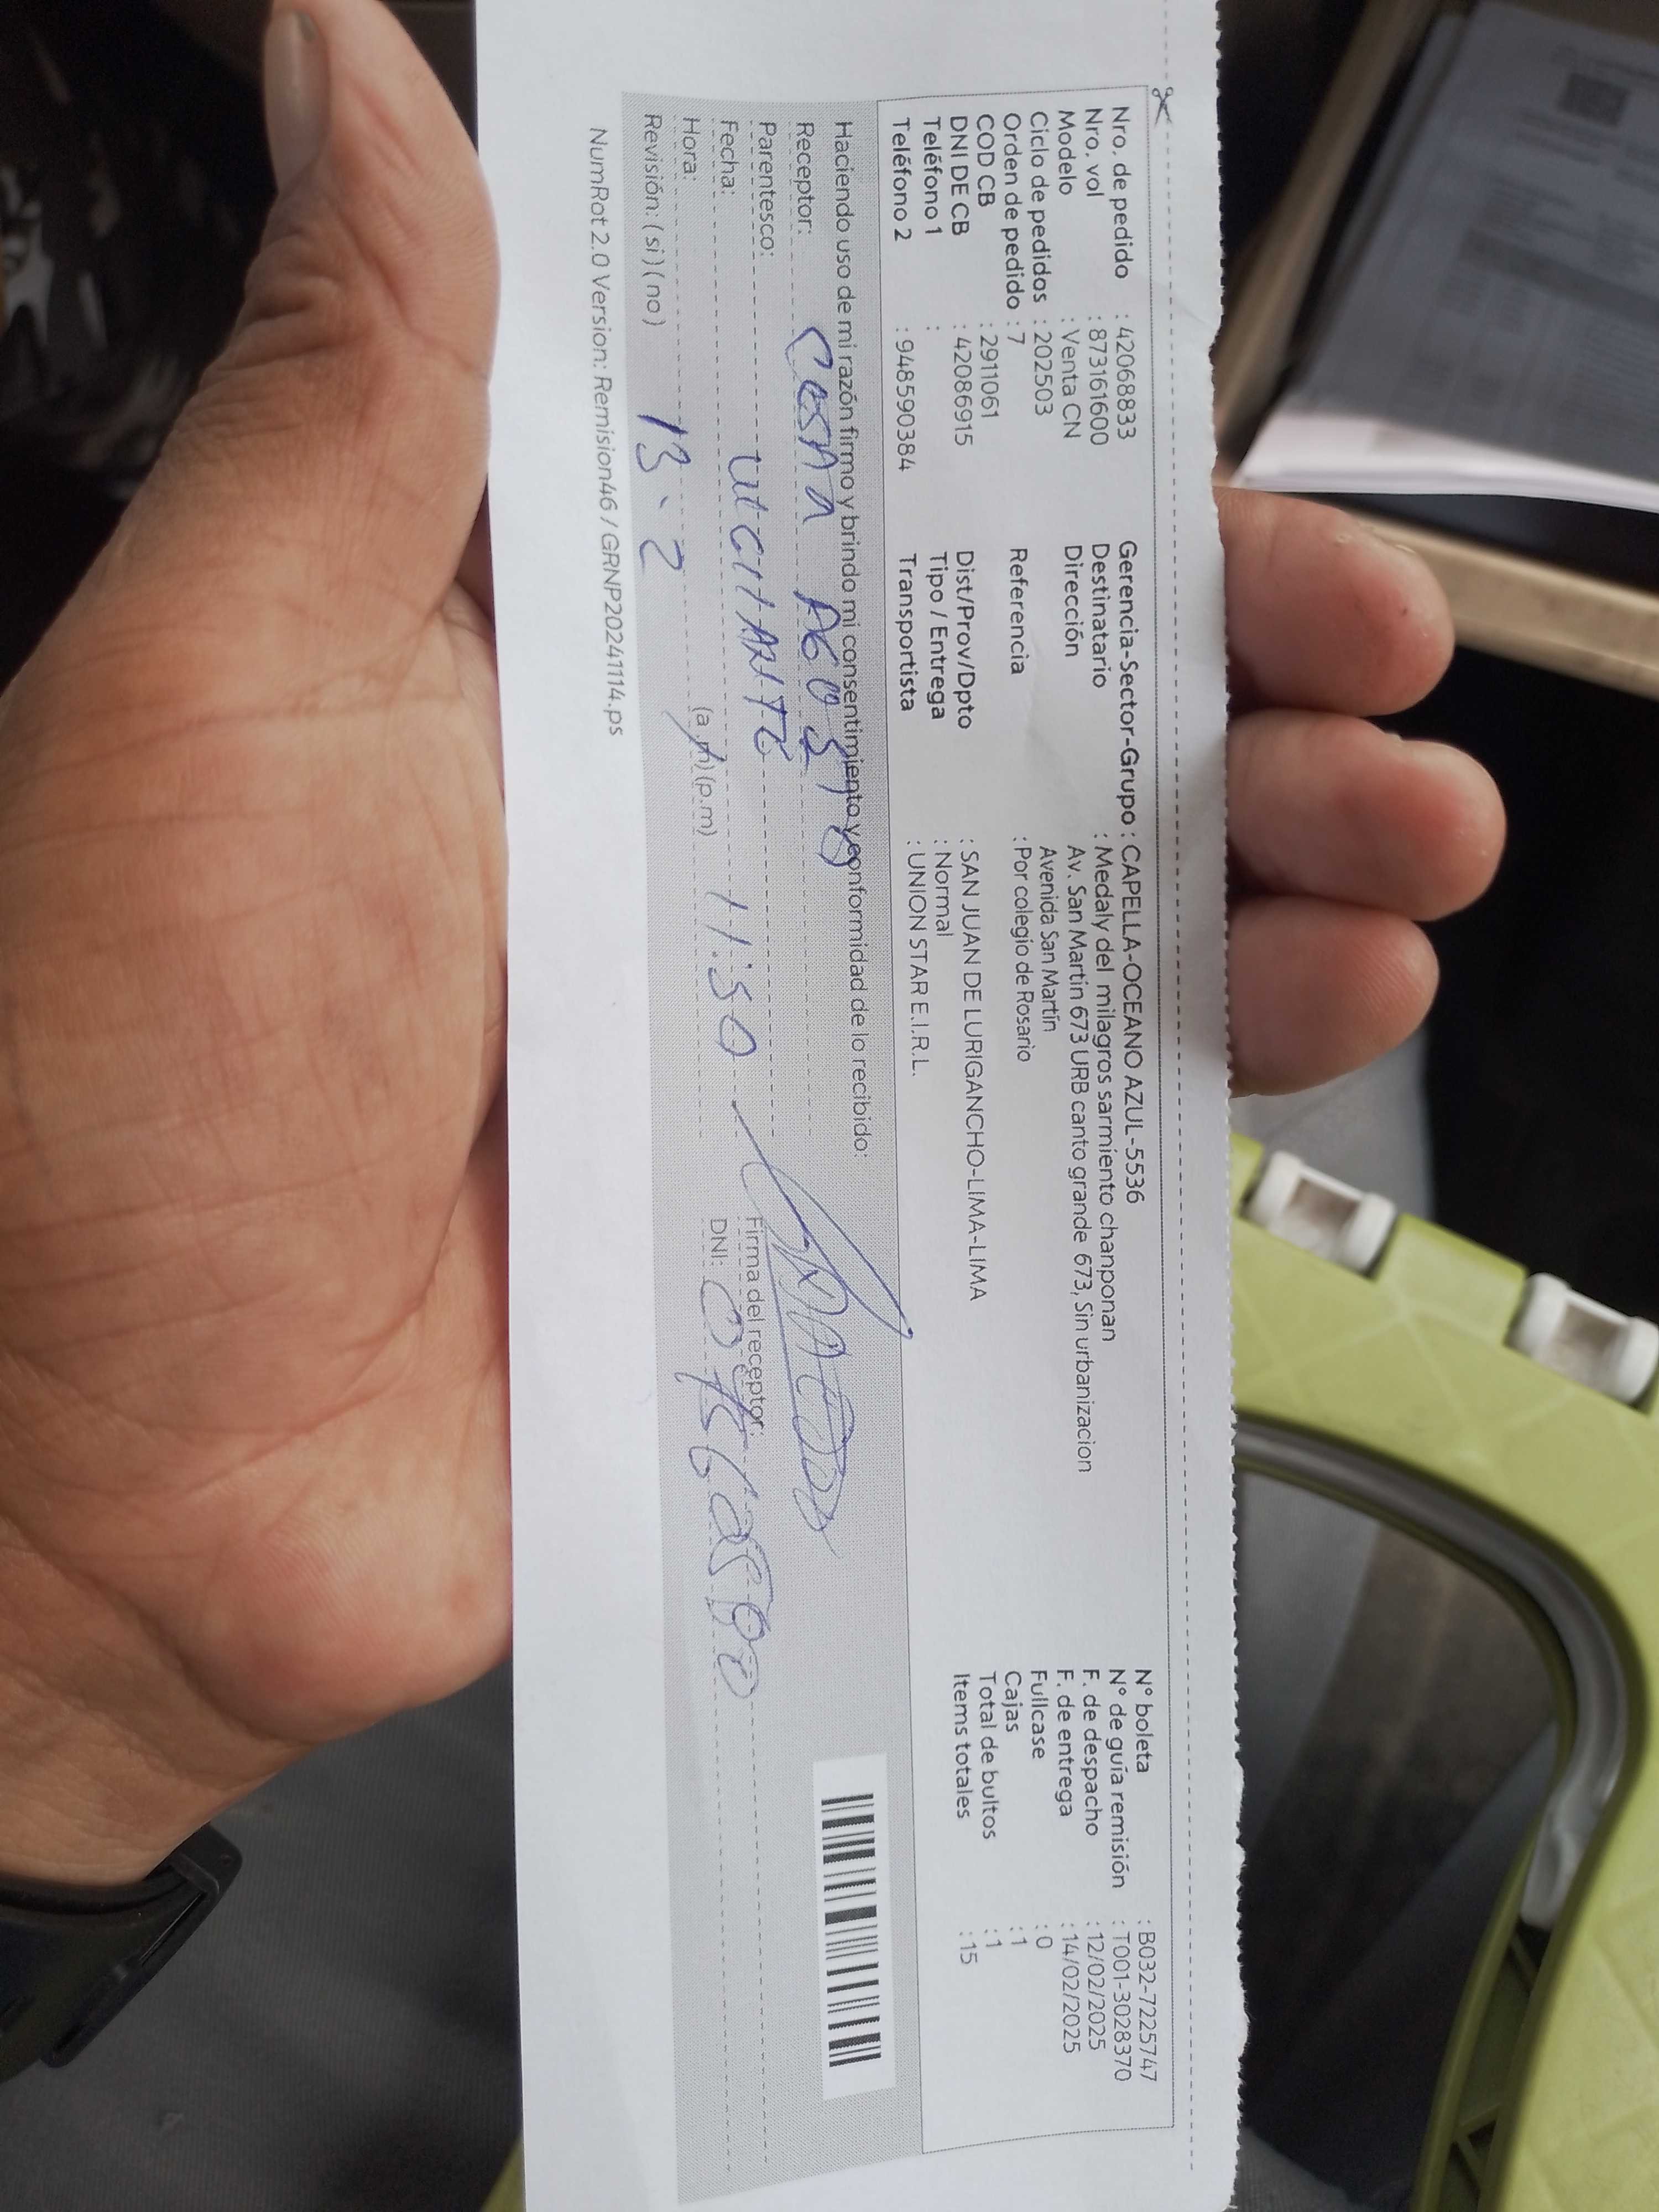 Nro. de pedido : 42068833
Nro. vol : 873161600
Modelo : Venta CN
Ciclo de pedidos : 202503
Orden de pedido : 7
COD CB : 2911061
DNI DE CB : 42086915
Teléfono 1 :
Teléfono 2 : 948590384
Gerencia-Sector-Grupo : CAPELLA-OCEANO AZUL-5536
Destinatario : Medaly del milagros sarmiento chanponan
Dirección Av. San Martin 673 URB canto grande 673, Sin urbanizacion
Avenida San Martín
Referencia : Por colegio de Rosario
Dist/Prov/Dpto : SAN JUAN DE LURIGANCHO-LIMA-LIMA
Tipo / Entrega : Normal
Transportista : UNION STAR E.I.R.L.
N° boleta : B032-7225747
N° de guía remisión : T001-3028370
F. de despacho : 12/02/2025
F. de entrega : 14/02/2025
Fullcase : 0
Cajas : 1
Total de bultos : 1
Items totales : 15
Haciendo uso de mi razón firmo y brindo mi consentimiento y conformidad de lo recibido:
Receptor:
Parentesco:
Fecha:
Hora: (a.m) (p.m) 11:50
Revisión: (si) (no) 13-2
Firma del receptor:
DNI:
NumRot 2.0 Version: Remision46 / GRNP20241114.ps